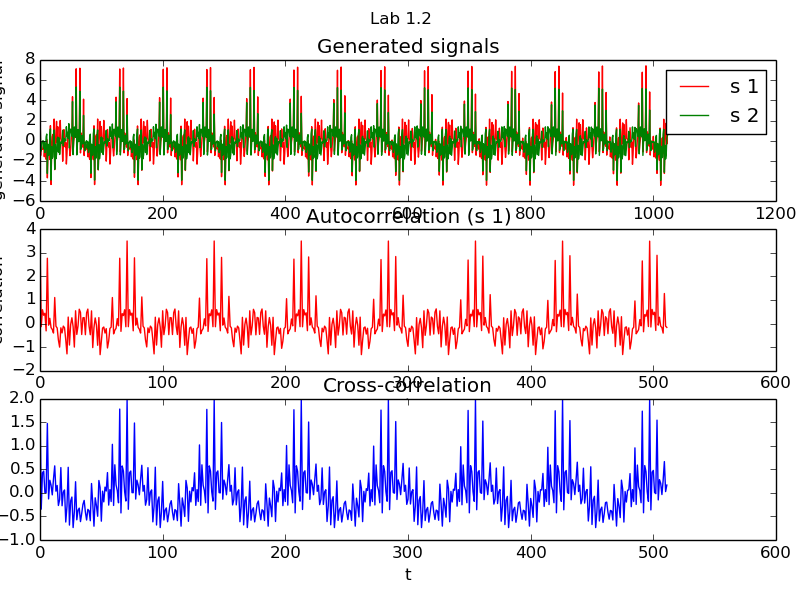 Lab 1.2
Generated signals
8
6
4
2
0
−2
−4
−6
s 1
s 2
0 200 400 600 800 1000 1200
Autocorrelation (s 1)
4
3
2
1
0
−1
−2
0 100 200 300 400 500 600
Cross-correlation
2.0
1.5
1.0
0.5
0.0
−0.5
−1.0
0 100 200 300 400 500 600
t